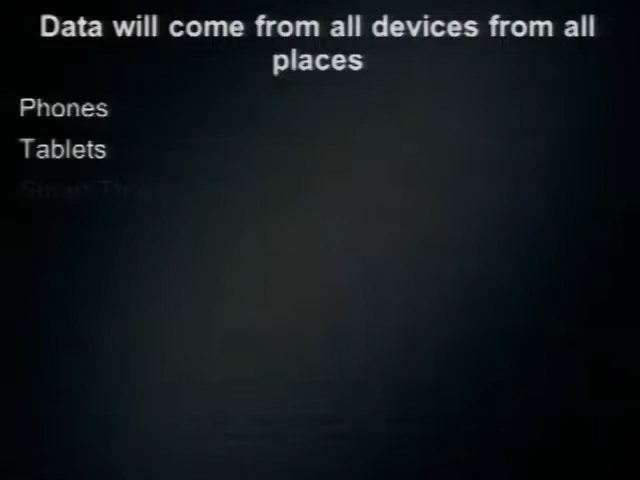 Data will come from all devices from all
places
Phones
Tablets